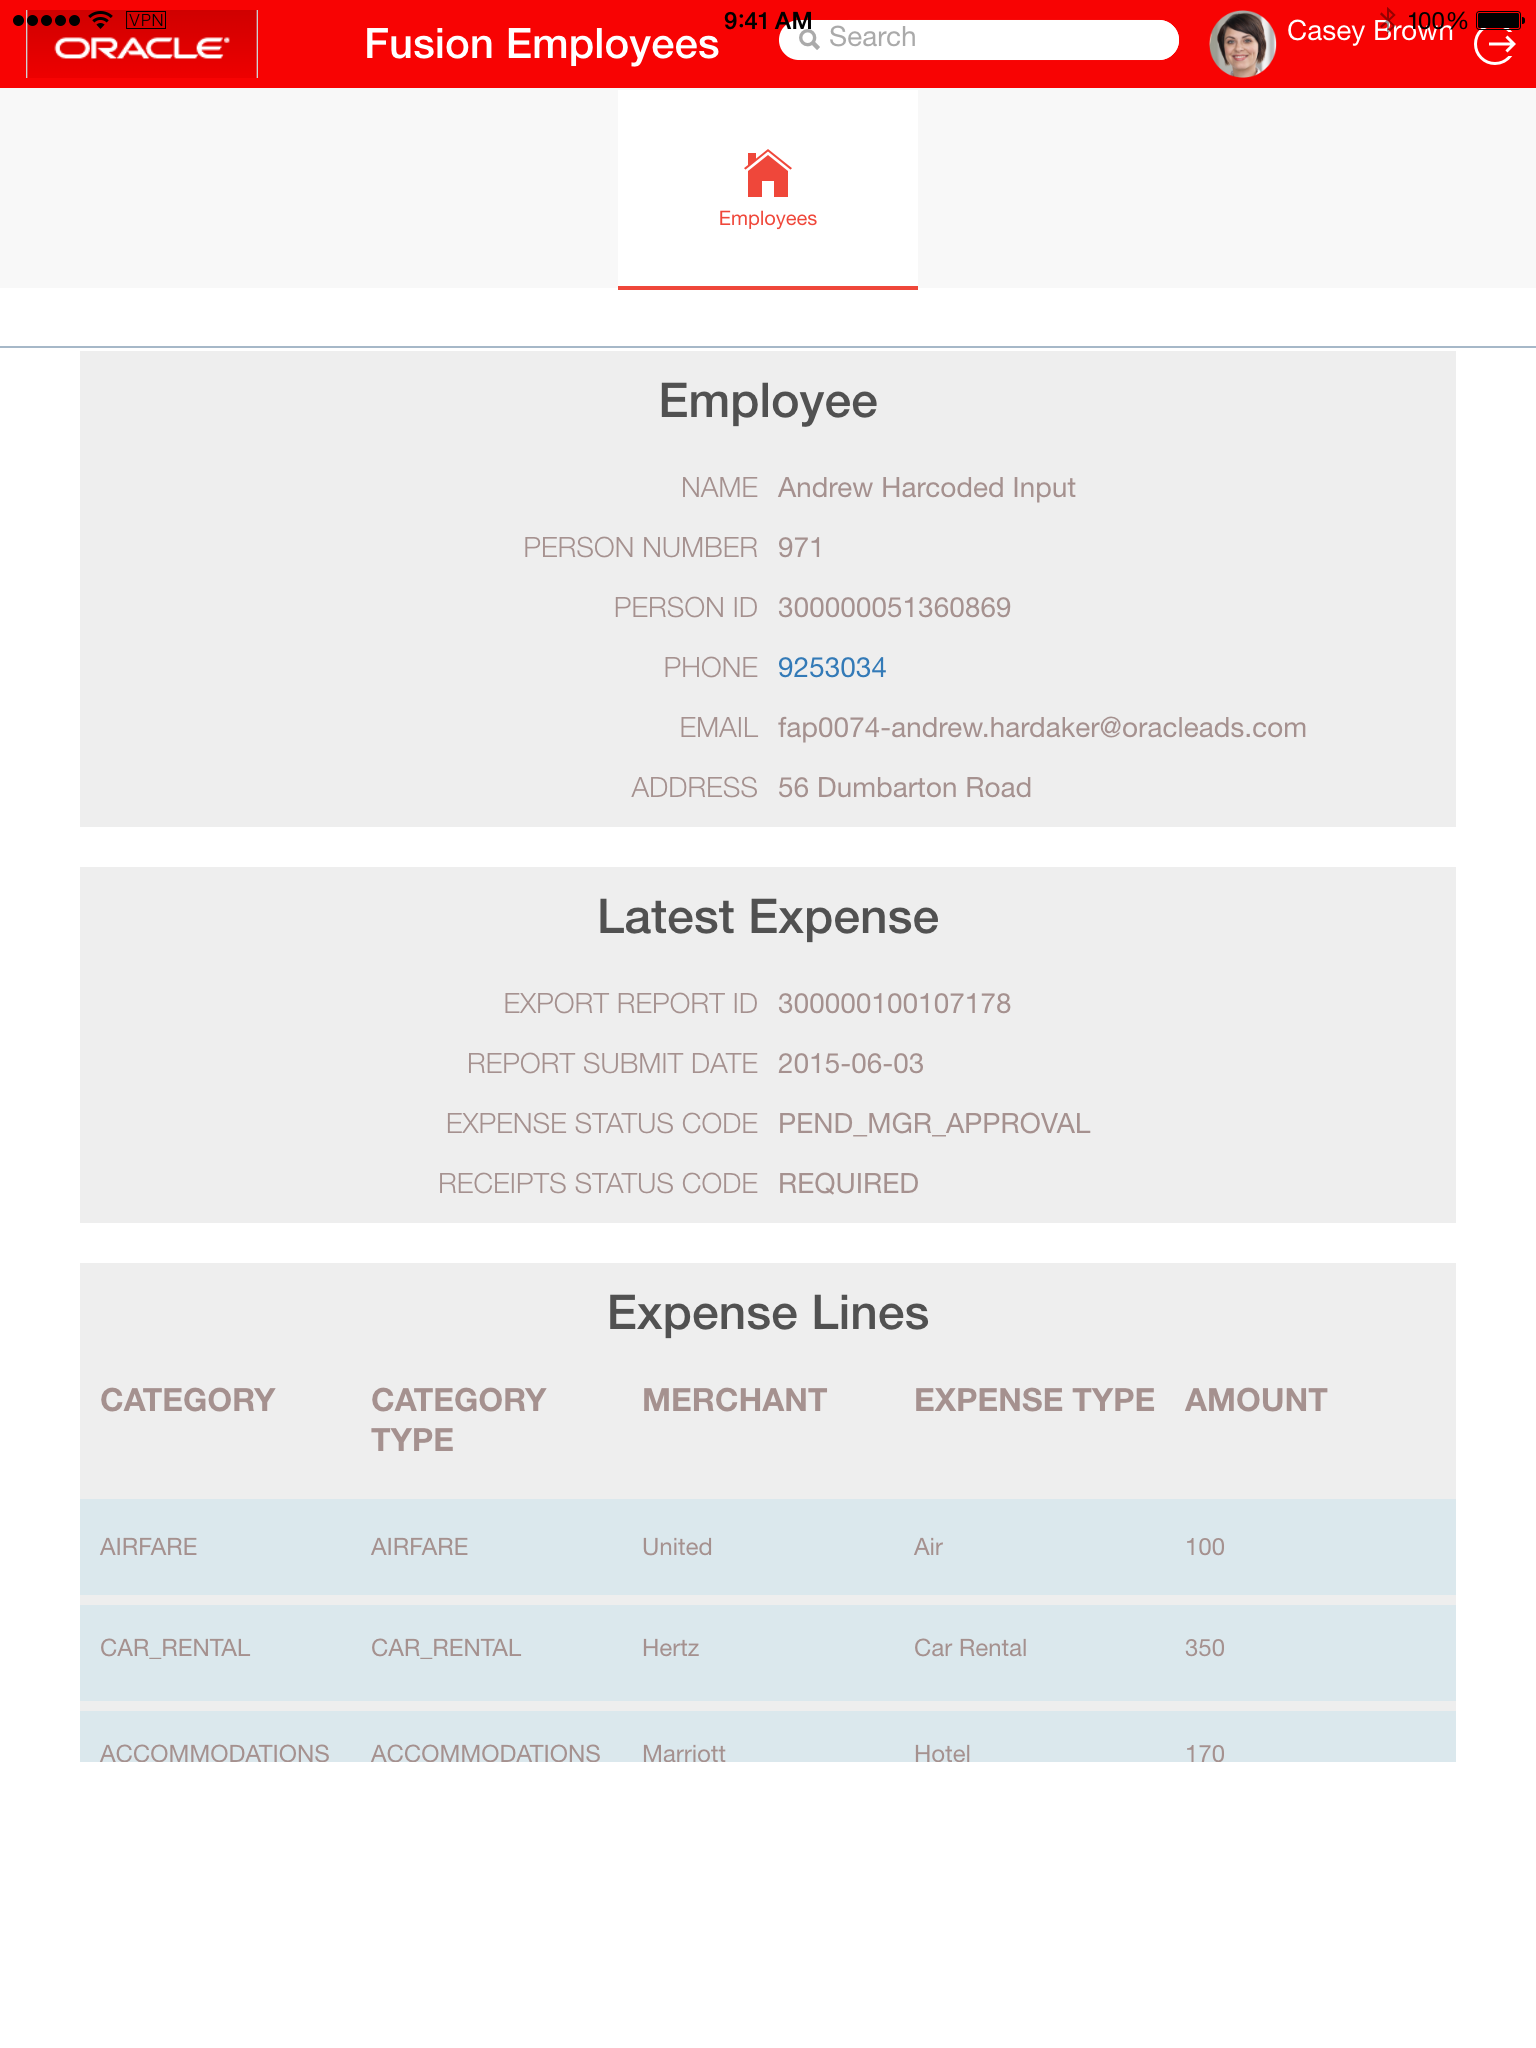 VPN
9:41 AM
100%
ORACLE
Fusion Employees
Search
Casey Brown
Employees
Employee
NAME Andrew Harcoded Input
PERSON NUMBER 971
PERSON ID 300000051360869
PHONE 9253034
EMAIL fap0074-andrew.hardaker@oracleads.com
ADDRESS 56 Dumbarton Road
Latest Expense
EXPORT REPORT ID 300000100107178
REPORT SUBMIT DATE 2015-06-03
EXPENSE STATUS CODE PEND_MGR_APPROVAL
RECEIPTS STATUS CODE REQUIRED
Expense Lines
CATEGORY CATEGORY TYPE MERCHANT EXPENSE TYPE AMOUNT
AIRFARE AIRFARE United Air 100
CAR_RENTAL CAR_RENTAL Hertz Car Rental 350
ACCOMMODATIONS ACCOMMODATIONS Marriott Hotel 170